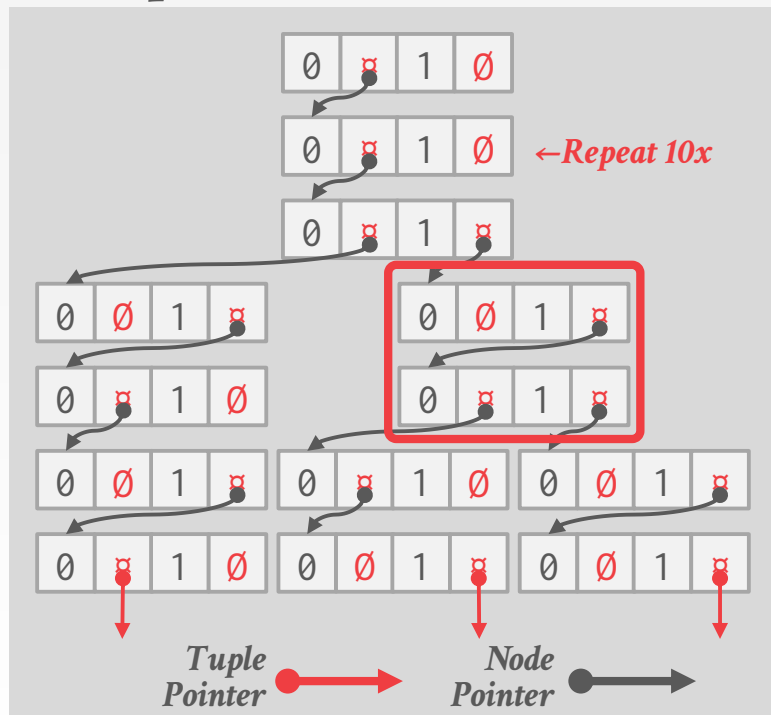 0 ¤ 1 Ø
0 ¤ 1 Ø ←Repeat 10x
0 ¤ 1 ¤
0 Ø 1 ¤ 0 Ø 1 ¤
0 ¤ 1 Ø 0 ¤ 1 ¤
0 Ø 1 ¤ 0 ¤ 1 Ø 0 Ø 1 ¤
0 ¤ 1 Ø 0 Ø 1 ¤ 0 Ø 1 ¤
Tuple
Pointer
Node
Pointer